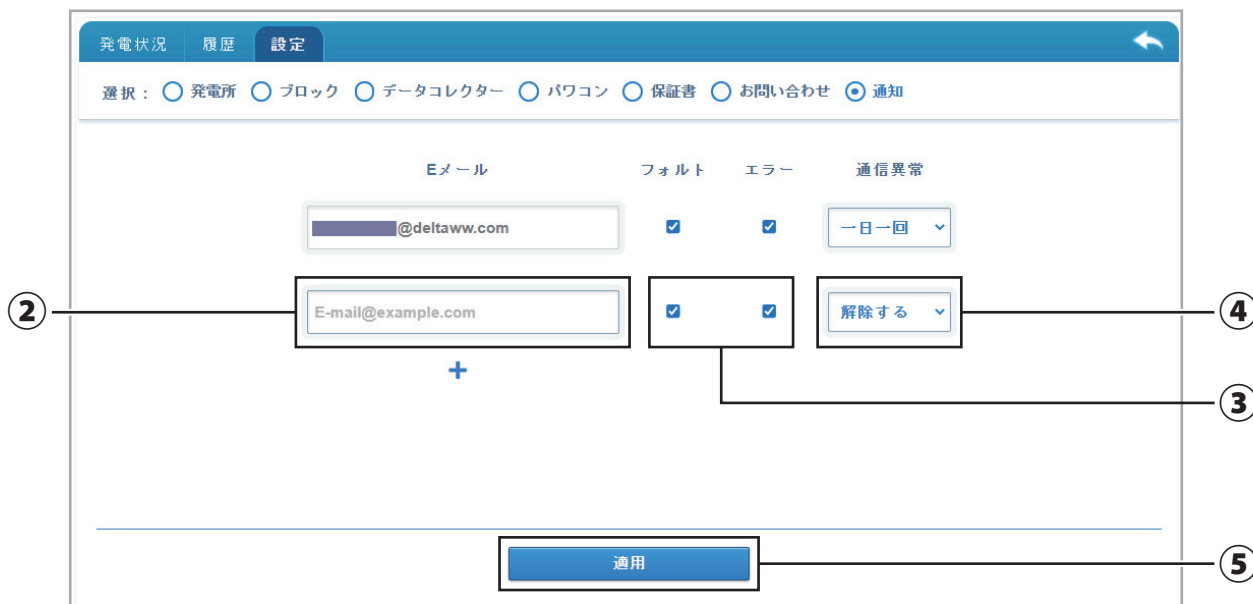 発電状況 履歴 設定
選択： 発電所 ブロック データコレクター パワコン 保証書 お問い合わせ 通知
Eメール フォルト エラー 通信異常
@deltaww.com 一日一回
② E-mail@example.com 解除する ④
+
③
適用 ⑤